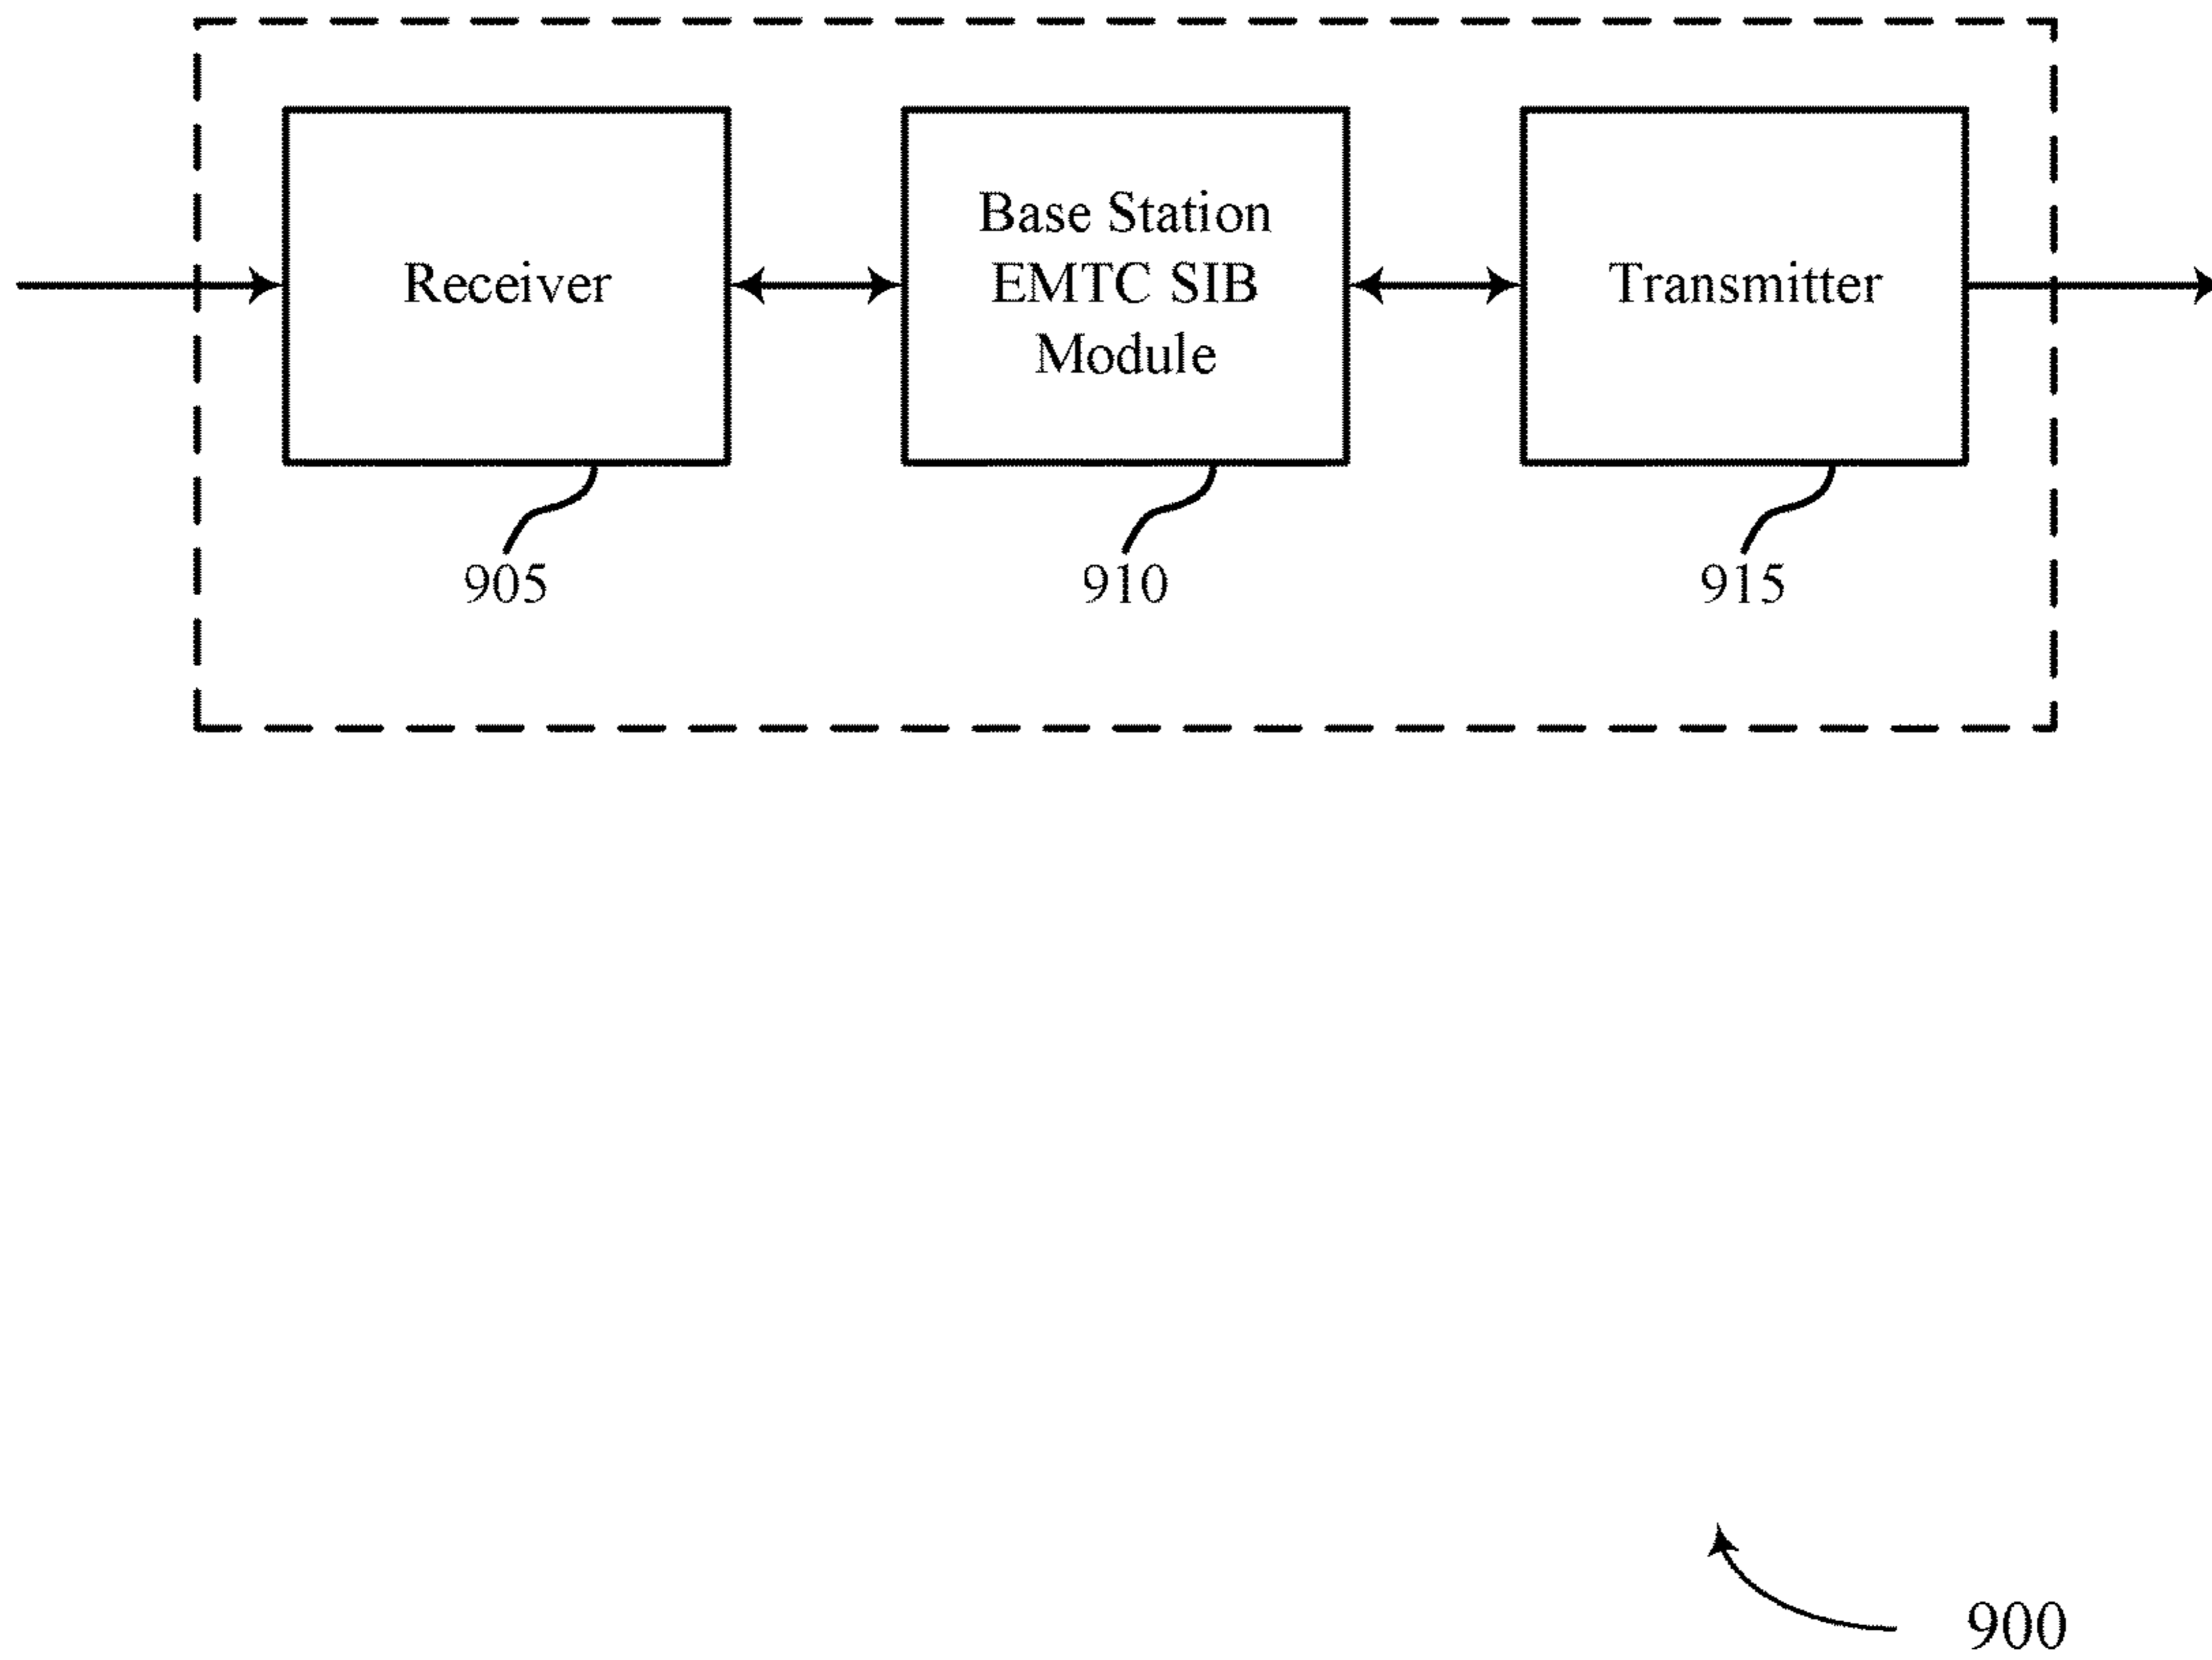 Receiver
Base Station
EMTC SIB
Module
Transmitter
905
910
915
900